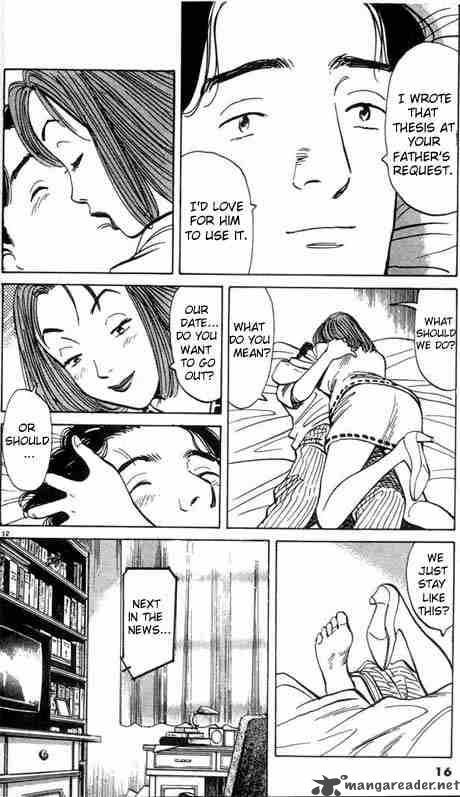 I WROTE
THAT
THESIS AT
YOUR
FATHER'S
REQUEST.
I'D LOVE
FOR HIM
TO USE IT.
WHAT
SHOULD
WE DO?
WHAT
DO YOU
MEAN?
OUR
DATE...
DO YOU
WANT
TO GO
OUT?
OR
SHOULD
...
12
WE
JUST
STAY
LIKE
THIS?
NEXT
IN THE
NEWS...
16
mangareader.net